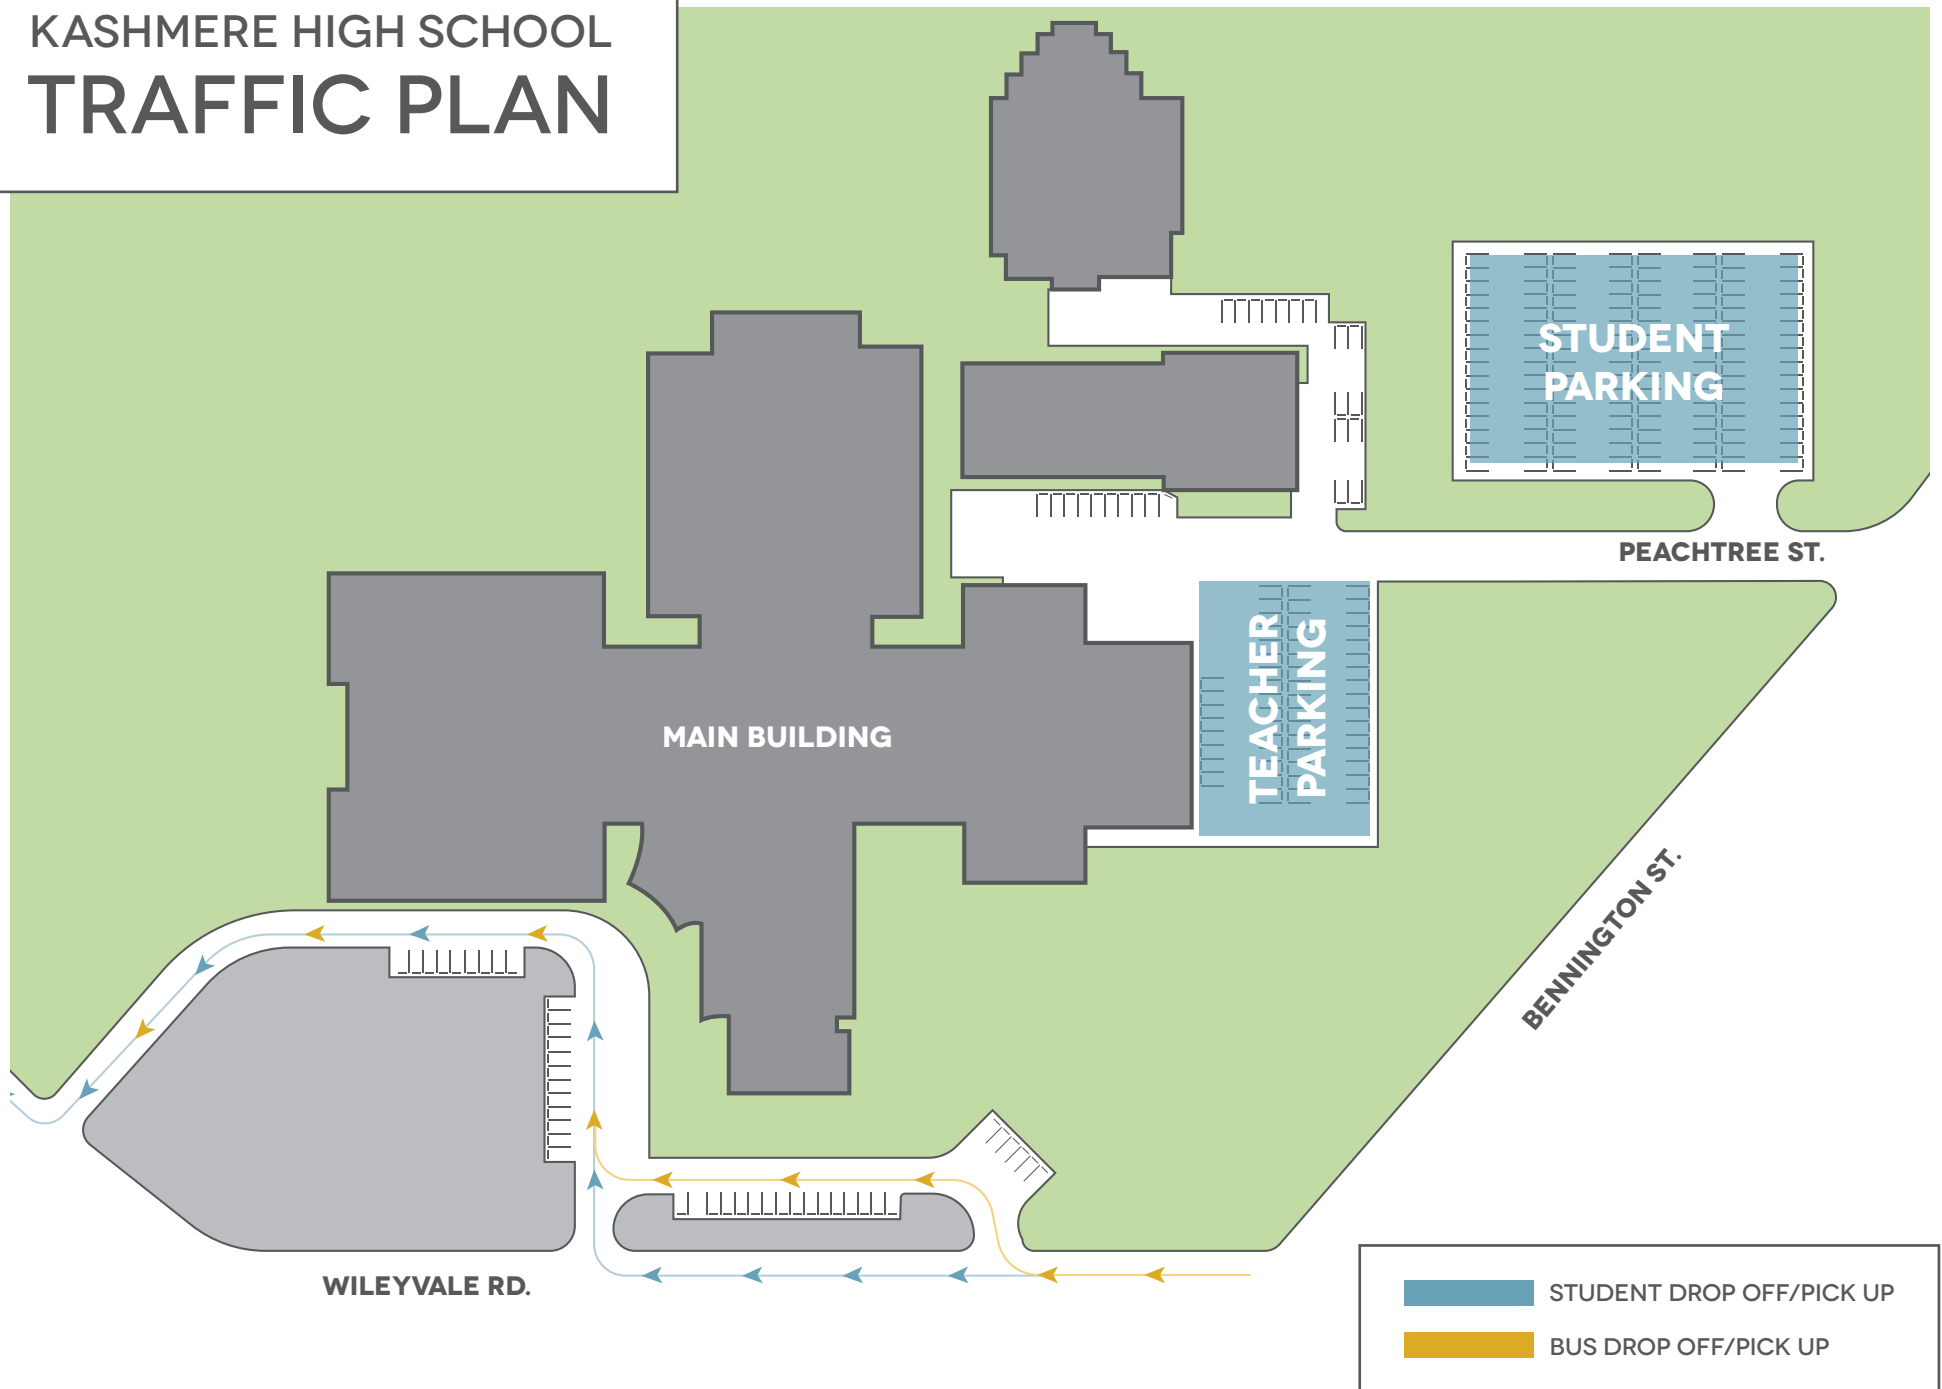 KASHMERE HIGH SCHOOL
TRAFFIC PLAN
STUDENT
PARKING
PEACHTREE ST.
TEACHER
PARKING
MAIN BUILDING
BENNINGTON ST.
WILEYVALE RD.
STUDENT DROP OFF/PICK UP
BUS DROP OFF/PICK UP